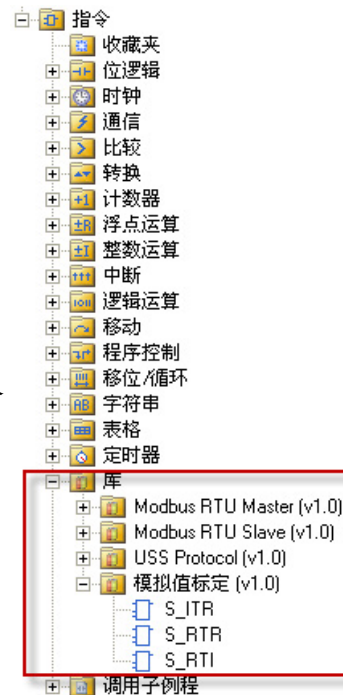 指令
收藏夹
位逻辑
时钟
通信
比较
转换
计数器
浮点运算
整数运算
中断
逻辑运算
移动
程序控制
移位/循环
字符串
表格
定时器
库
Modbus RTU Master (v1.0)
Modbus RTU Slave (v1.0)
USS Protocol (v1.0)
模拟值标定 (v1.0)
S_ITR
S_RTR
S_RTI
调用子例程